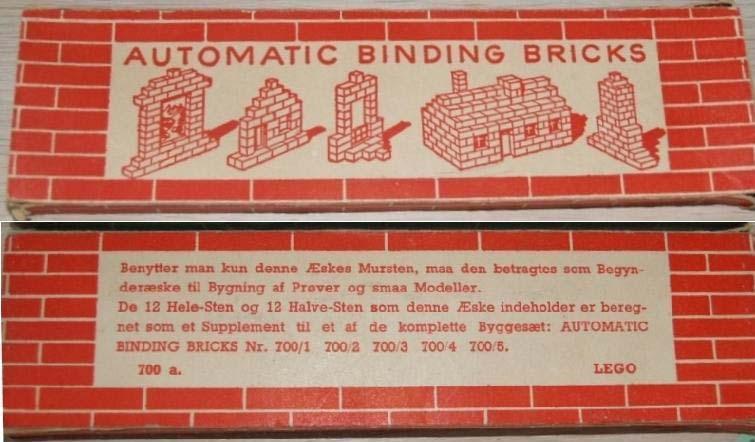 AUTOMATIC BINDING BRICKS
Benytter man kun denne Æskes Mursten, maa den betragtes som Begyn-
deræske til Bygning af Prøver og smaa Modeller.
De 12 Hele-Sten og 12 Halve-Sten som denne Æske indeholder er bereg-
net som et Supplement til et af de komplette Byggesæt: AUTOMATIC
BINDING BRICKS Nr. 700/1 700/2 700/3 700/4 700/5.
700 a. LEGO